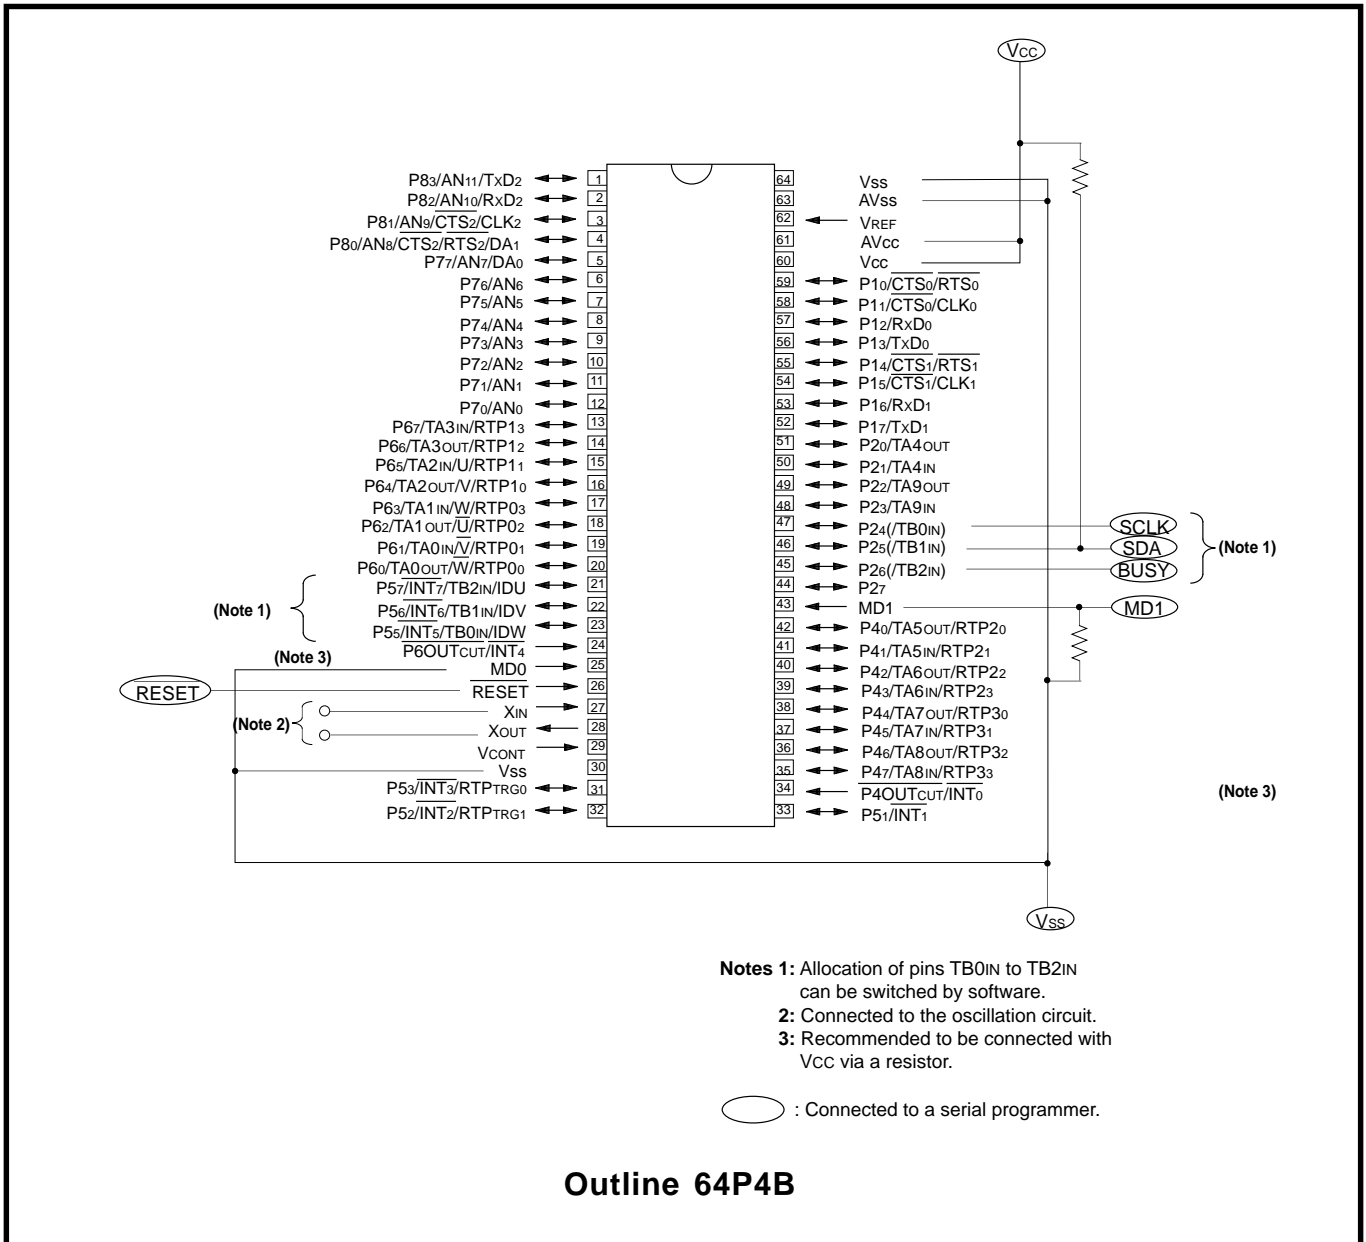 Vcc
P83/AN11/TxD2 1
P82/AN10/RxD2 2
P81/AN9/CTS2/CLK2 3
P80/AN8/CTS2/RTS2/DA1 4
P77/AN7/DA0 5
P76/AN6 6
P75/AN5 7
P74/AN4 8
P73/AN3 9
P72/AN2 10
P71/AN1 11
P70/AN0 12
P67/TA3IN/RTP13 13
P66/TA3OUT/RTP12 14
P65/TA2IN/U/RTP11 15
P64/TA2OUT/V/RTP10 16
P63/TA1IN/W/RTP03 17
P62/TA1OUT/U/RTP02 18
P61/TA0IN/V/RTP01 19
P60/TA0OUT/W/RTP00 20
P57/INT7/TB2IN/IDU 21
(Note 1) P56/INT6/TB1IN/IDV 22
P55/INT5/TB0IN/IDW 23
P6OUTCUT/INT4 24
(Note 3)
MD0 25
RESET RESET 26
(Note 2) XIN 27
XOUT 28
VCONT 29
Vss 30
P53/INT3/RTPTRG0 31
P52/INT2/RTPTRG1 32
64 Vss
63 AVss
62 VREF
61 AVcc
60 Vcc
59 P10/CTS0/RTS0
58 P11/CTS0/CLK0
57 P12/RxD0
56 P13/TxD0
55 P14/CTS1/RTS1
54 P15/CTS1/CLK1
53 P16/RxD1
52 P17/TxD1
51 P20/TA4OUT
50 P21/TA4IN
49 P22/TA9OUT
48 P23/TA9IN
47 P24(/TB0IN) SCLK
46 P25(/TB1IN) SDA (Note 1)
45 P26(/TB2IN) BUSY
44 P27
43 MD1 MD1
42 P40/TA5OUT/RTP20
41 P41/TA5IN/RTP21
40 P42/TA6OUT/RTP22
39 P43/TA6IN/RTP23
38 P44/TA7OUT/RTP30
37 P45/TA7IN/RTP31
36 P46/TA8OUT/RTP32
35 P47/TA8IN/RTP33
34 P4OUTCUT/INT0 (Note 3)
33 P51/INT1
Vss
Notes 1: Allocation of pins TB0IN to TB2IN
can be switched by software.
2: Connected to the oscillation circuit.
3: Recommended to be connected with
VCC via a resistor.
: Connected to a serial programmer.
Outline 64P4B